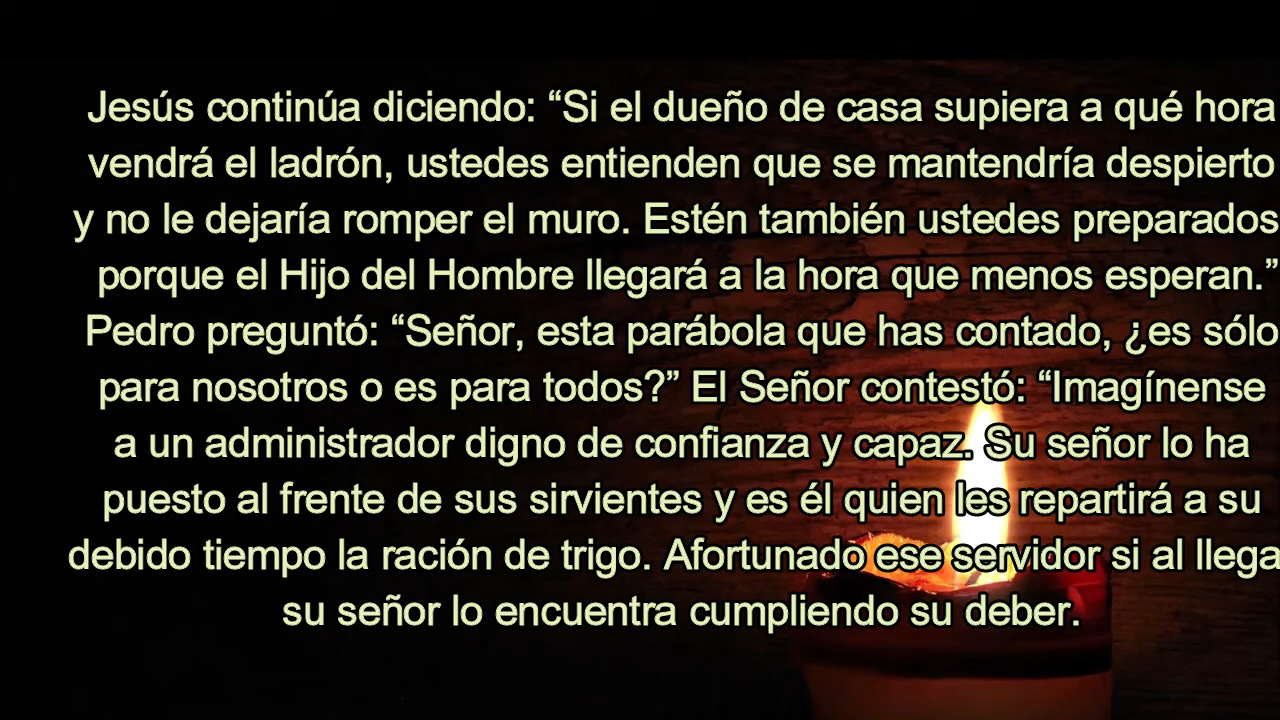 Jesús continúa diciendo: “Si el dueño de casa supiera a qué hora
vendrá el ladrón, ustedes entienden que se mantendría despierto
y no le dejaría romper el muro. Estén también ustedes preparados
porque el Hijo del Hombre llegará a la hora que menos esperan.”
Pedro preguntó: “Señor, esta parábola que has contado, ¿es sólo
para nosotros o es para todos?” El Señor contestó: “Imagínense
a un administrador digno de confianza y capaz. Su señor lo ha
puesto al frente de sus sirvientes y es él quien les repartirá a su
debido tiempo la ración de trigo. Afortunado ese servidor si al llega
su señor lo encuentra cumpliendo su deber.